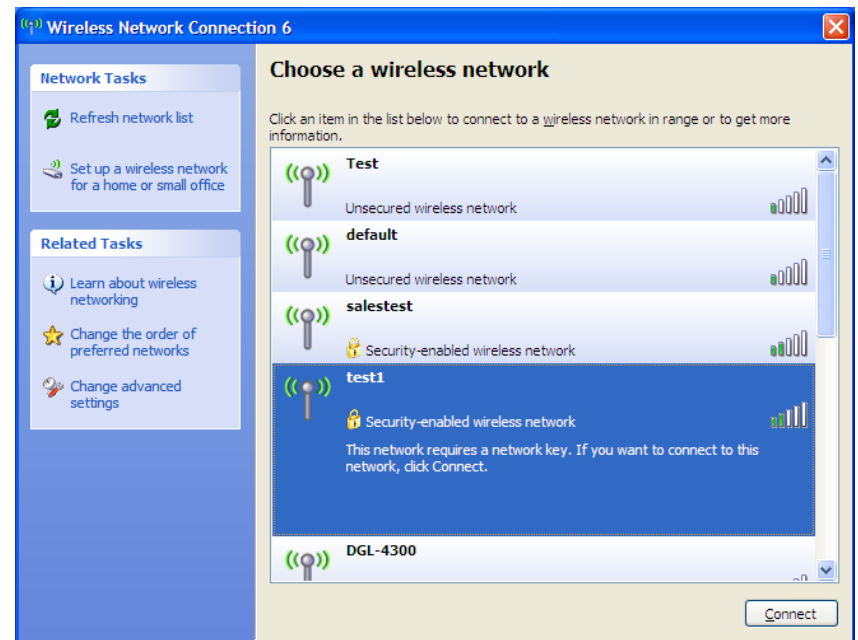 Wireless Network Connection 6
Network Tasks
Refresh network list
Set up a wireless network
for a home or small office
Related Tasks
Learn about wireless
networking
Change the order of
preferred networks
Change advanced
settings
Choose a wireless network
Click an item in the list below to connect to a wireless network in range or to get more
information.
Test
Unsecured wireless network
default
Unsecured wireless network
salestest
Security-enabled wireless network
test1
Security-enabled wireless network
This network requires a network key. If you want to connect to this
network, click Connect.
DGL-4300
Connect